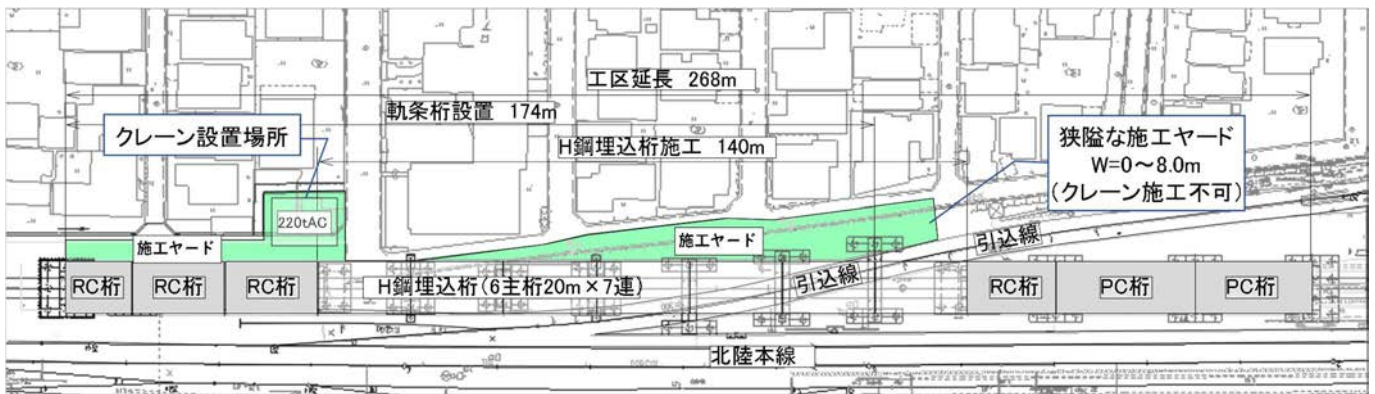 工区延長 268m
軌条桁設置 174m
クレーン設置場所
H鋼埋込桁施工 140m
狭隘な施工ヤード
W=0～8.0m
(クレーン施工不可)
220tAC
施工ヤード
施工ヤード
引込線
引込線
RC桁
RC桁
RC桁
H鋼埋込桁(6主桁20m×7連)
RC桁
PC桁
PC桁
北陸本線